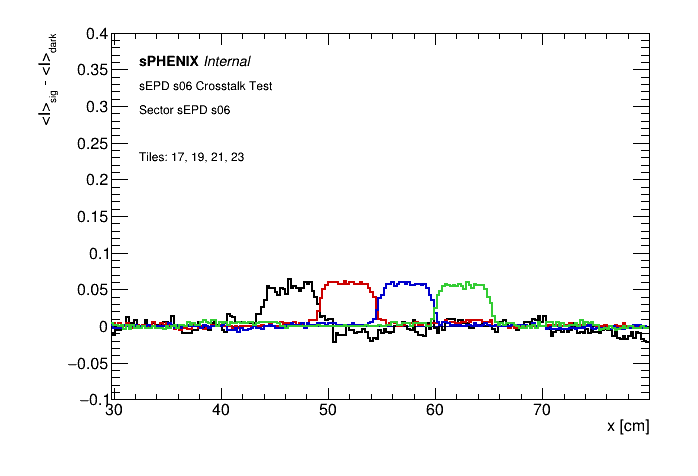 <I>sig - <I>dark
0.4
0.35
0.3
0.25
0.2
0.15
0.1
0.05
0
−0.05
−0.1
sPHENIX Internal
sEPD s06 Crosstalk Test
Sector sEPD s06
Tiles: 17, 19, 21, 23
30 40 50 60 70
x [cm]